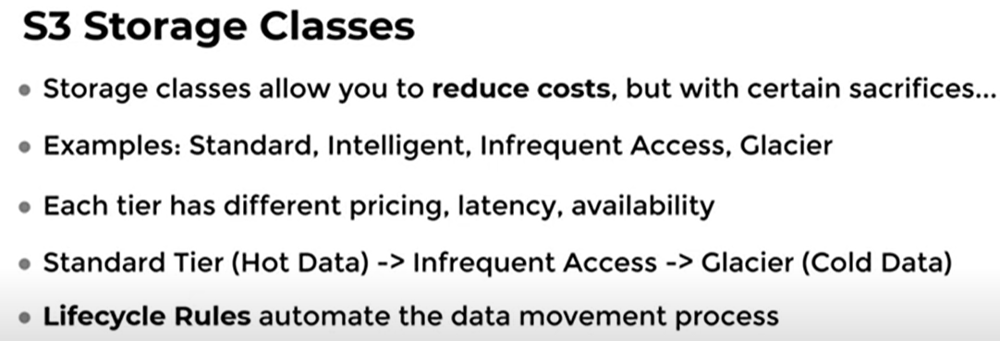 S3 Storage Classes
• Storage classes allow you to reduce costs, but with certain sacrifices...
• Examples: Standard, Intelligent, Infrequent Access, Glacier
• Each tier has different pricing, latency, availability
• Standard Tier (Hot Data) -> Infrequent Access -> Glacier (Cold Data)
• Lifecycle Rules automate the data movement process